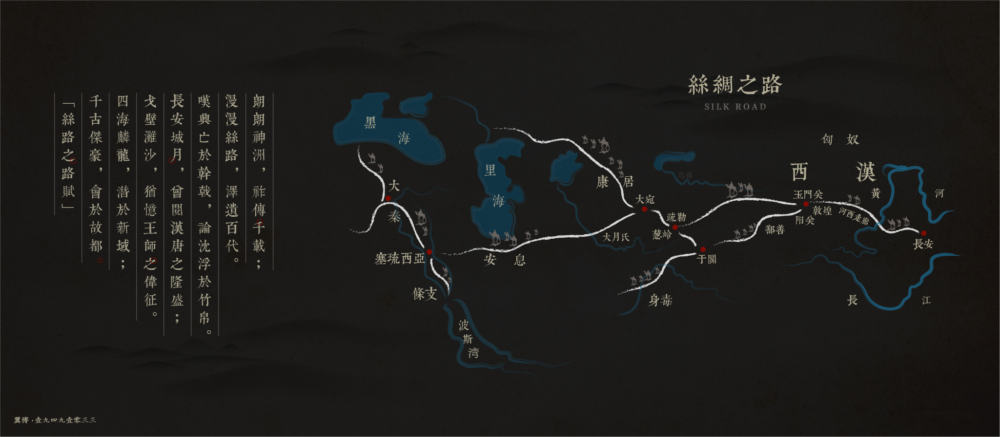 絲綢之路
SILK ROAD
朗朗神洲，祚傳千載；
漫漫絲路，澤遺百代。
嘆興亡於幹戟，論沈浮於竹帛。
長安城月，曾閱漢唐之隆盛；
戈壁灘沙，猶憶王師之偉征。
四海麟龍，潛於新域；
千古傑豪，會於故都。
「絲路之路賦」
黑海
里海
匈奴
西漢
黃河
康居
烏孫
大宛
玉門关
敦煌
河西走廊
阳关
疏勒
葱岭
鄯善
長安
大月氏
于闐
大秦
塞琉西亞
安息
條支
身毒
長江
波斯湾
翼博·壹九四九壹零三三